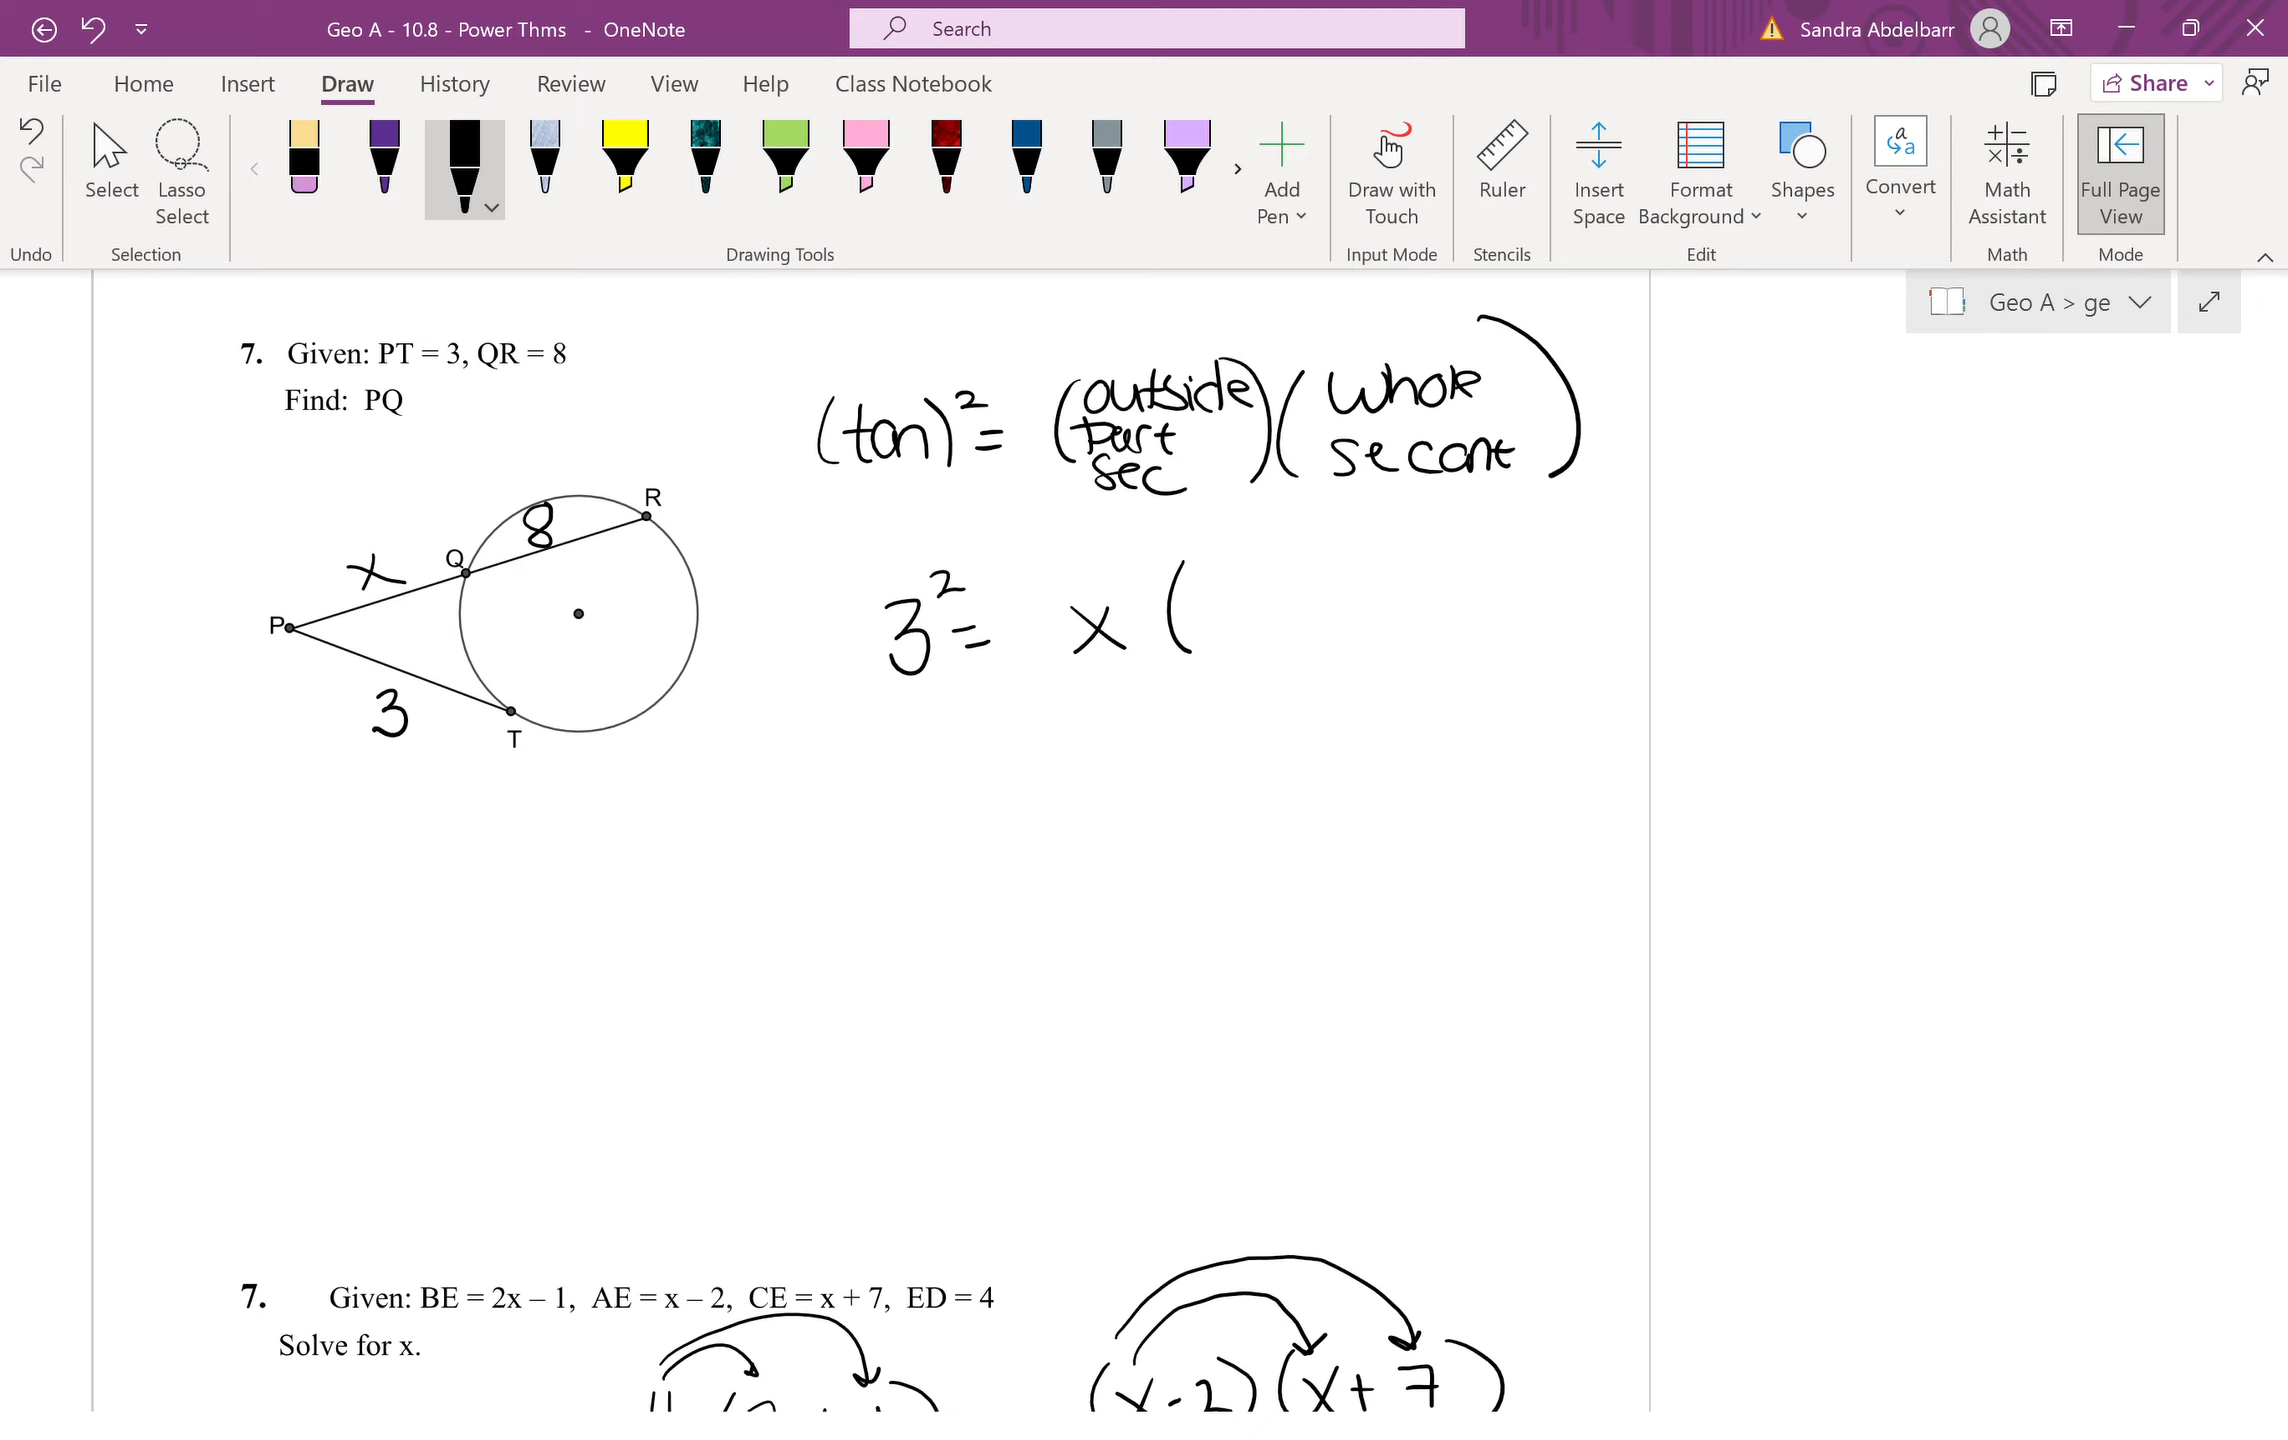 Geo A - 10.8 - Power Thms - OneNote
Search
Sandra Abdelbarr
File Home Insert Draw History Review View Help Class Notebook
Share
Select
Lasso Select
Add Pen
Draw with Touch
Ruler
Insert Space
Format Background
Shapes
Convert
Math Assistant
Full Page View
Undo
Selection
Drawing Tools
Input Mode
Stencils
Edit
Math
Mode
Geo A > ge
7. Given: PT = 3, QR = 8
Find: PQ
(tan)² = (outside part sec)(whole secant)
R
8
Q
x
P
3
T
3² = x (
7. Given: BE = 2x – 1, AE = x – 2, CE = x + 7, ED = 4
Solve for x.
(x-2)(x+7)